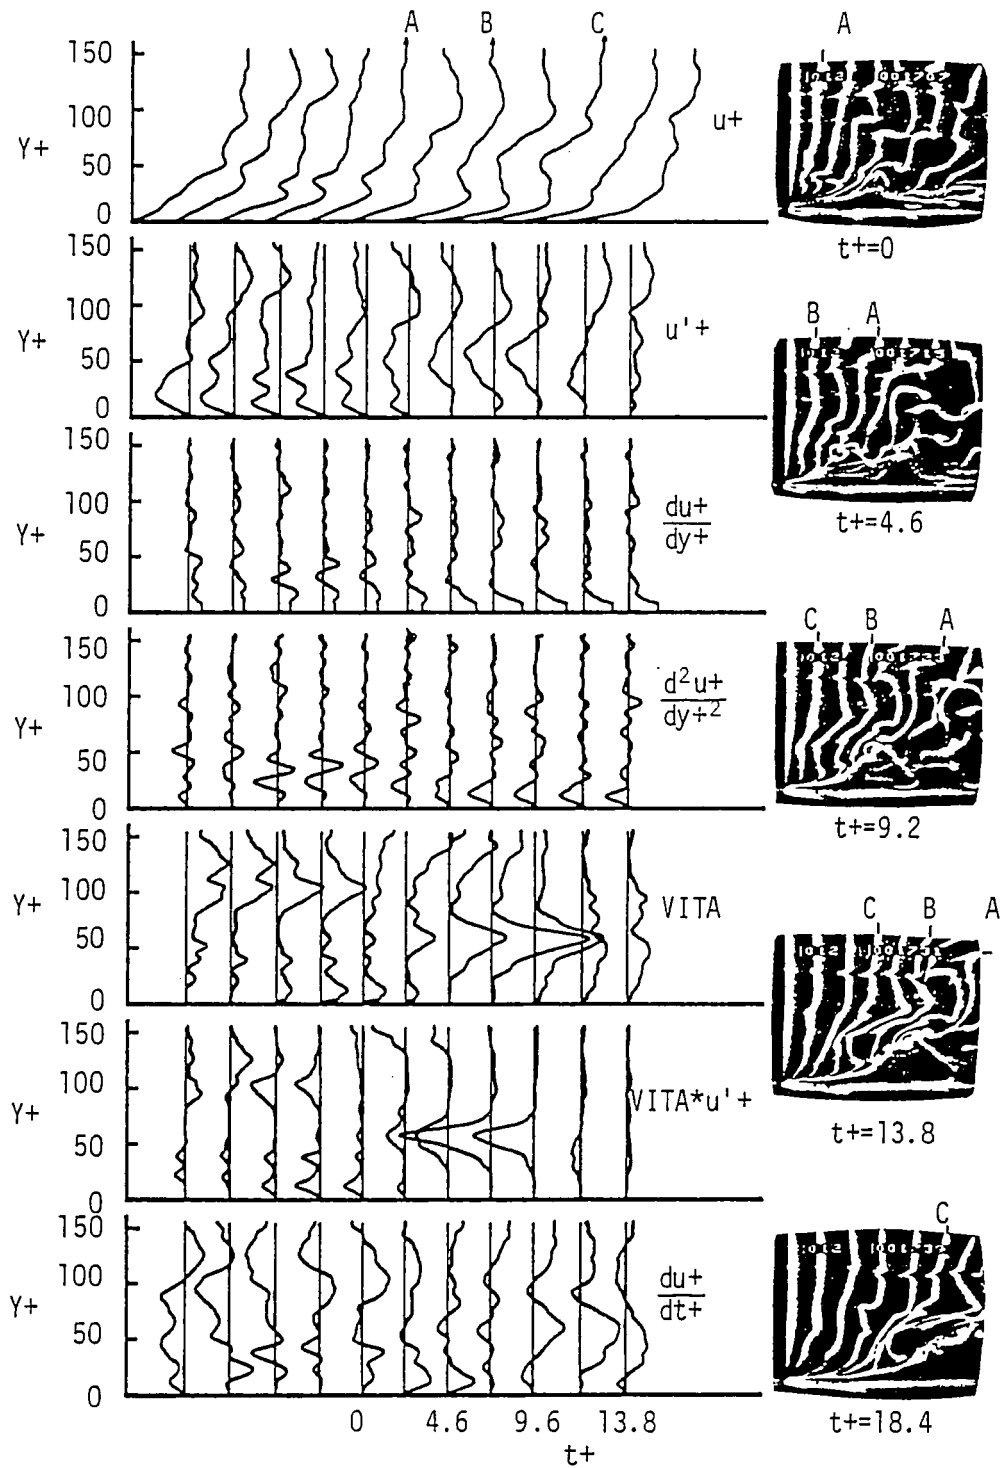 A B C
150
100
Y+
50
0
u+
150
100
Y+
50
0
u'+
150
100
Y+
50
0
du+
dy+
150
100
Y+
50
0
d²u+
dy+²
150
100
Y+
50
0
VITA
150
100
Y+
50
0
VITA*u'+
150
100
Y+
50
0
du+
dt+
0 4.6 9.6 13.8
t+
A
t+=0
B A
t+=4.6
C B A
t+=9.2
C B A
t+=13.8
C
t+=18.4